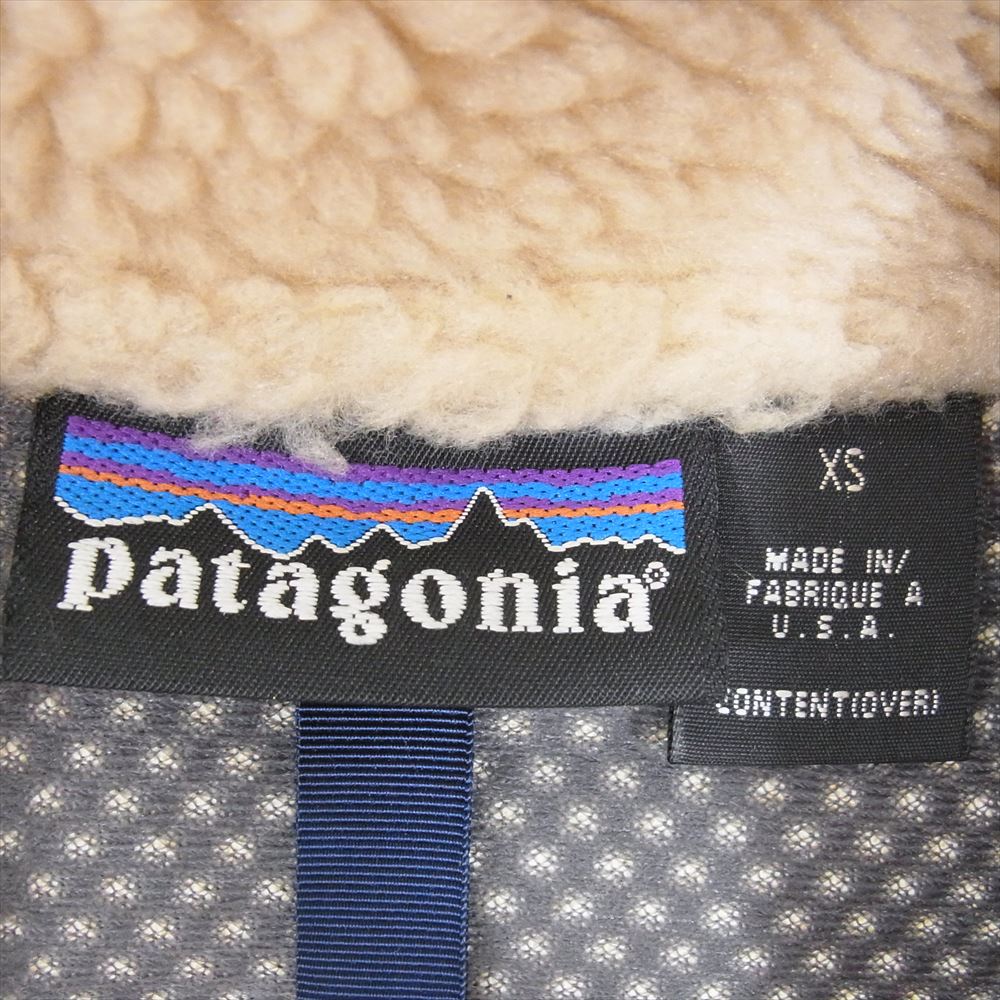 patagonia®
XS
MADE IN/
FABRIQUE A
U.S.A.
CONTENT(OVER)